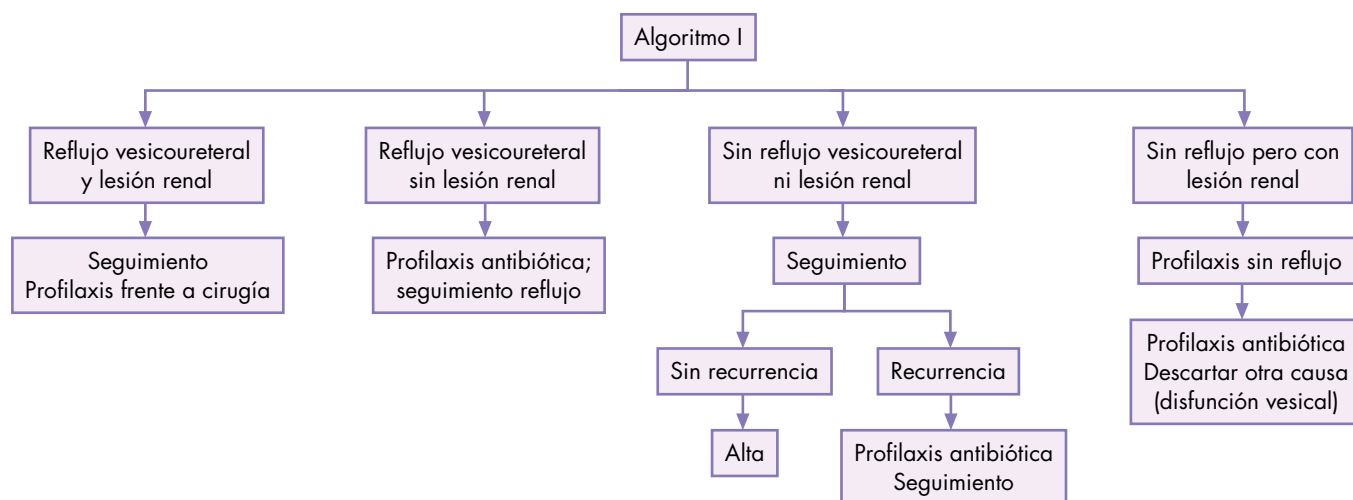 Algoritmo I
Reflujo vesicoureteral
y lesión renal
Reflujo vesicoureteral
sin lesión renal
Sin reflujo vesicoureteral
ni lesión renal
Sin reflujo pero con
lesión renal
Seguimiento
Profilaxis frente a cirugía
Profilaxis antibiótica;
seguimiento reflujo
Seguimiento
Profilaxis sin reflujo
Sin recurrencia
Recurrencia
Profilaxis antibiótica
Descartar otra causa
(disfunción vesical)
Alta
Profilaxis antibiótica
Seguimiento